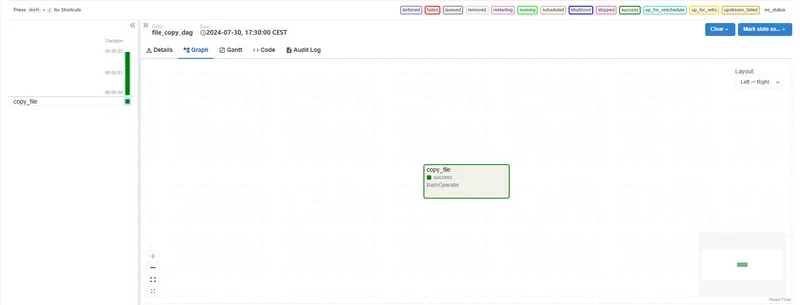 Press shift + / for Shortcuts
deferred failed queued removed restarting running scheduled shutdown skipped success up_for_reschedule up_for_retry upstream_failed no_status
Duration
00:00:02
00:00:01
00:00:00
copy_file
DAG
file_copy_dag
Run
2024-07-30, 17:30:00 CEST
Clear
Mark state as...
Details
Graph
Gantt
Code
Audit Log
Layout:
Left -> Right
copy_file
success
BashOperator
React Flow